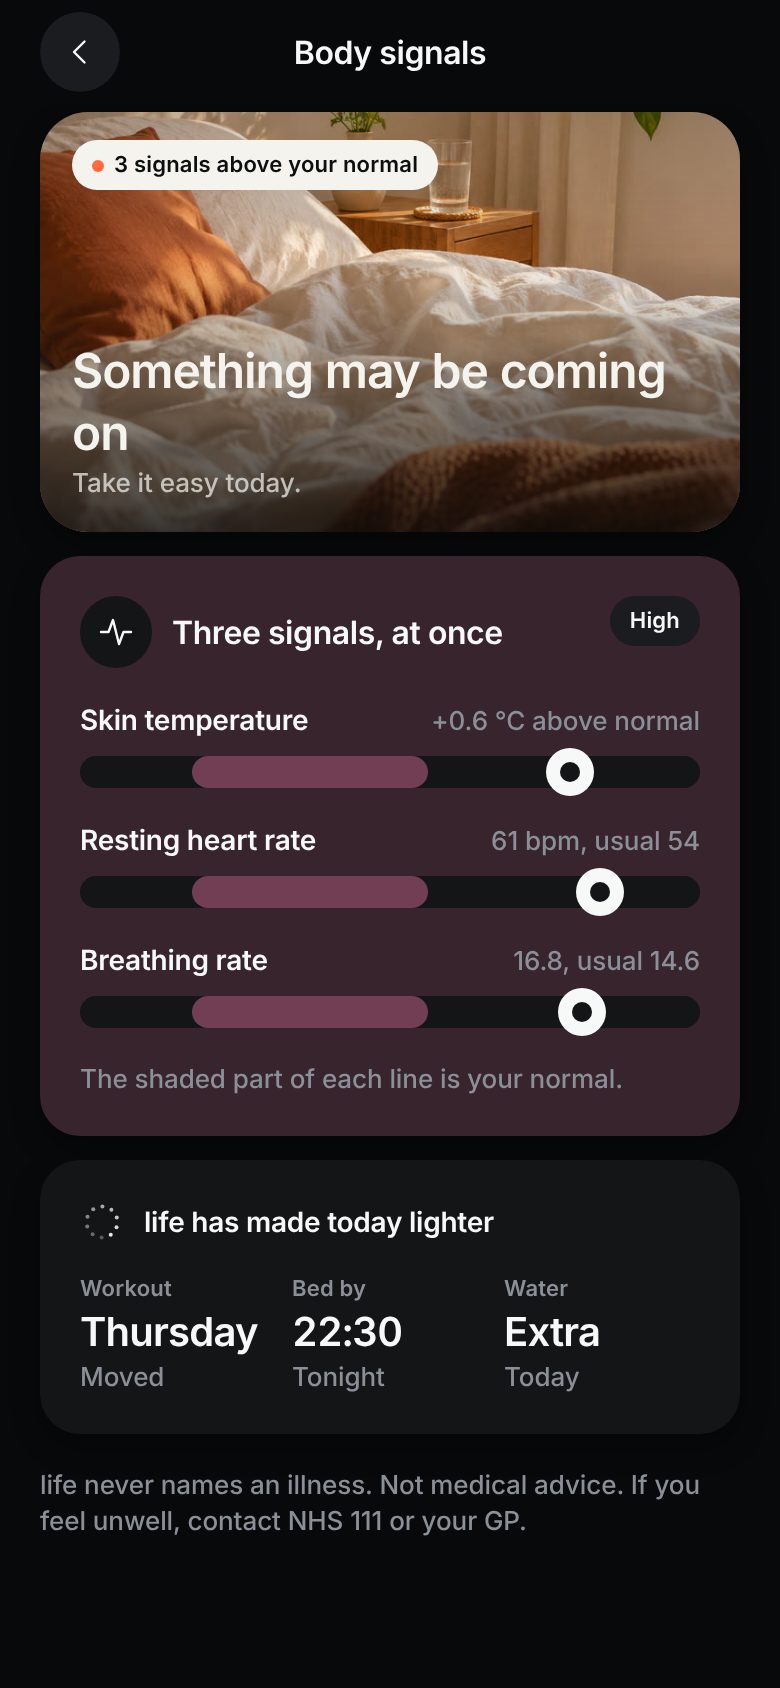 Body signals
3 signals above your normal
Something may be coming
on
Take it easy today.
Three signals, at once
High
Skin temperature
+0.6 °C above normal
Resting heart rate
61 bpm, usual 54
Breathing rate
16.8, usual 14.6
The shaded part of each line is your normal.
life has made today lighter
Workout
Bed by
Water
Thursday
22:30
Extra
Moved
Tonight
Today
life never names an illness. Not medical advice. If you
feel unwell, contact NHS 111 or your GP.